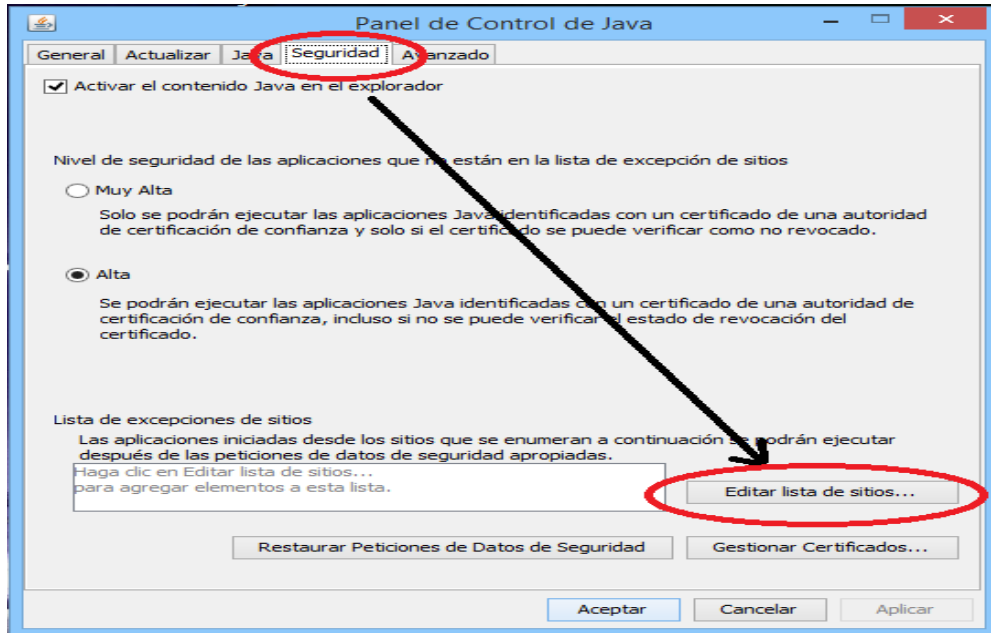 Panel de Control de Java
General Actualizar Java Seguridad Avanzado
Activar el contenido Java en el explorador
Nivel de seguridad de las aplicaciones que no están en la lista de excepción de sitios
Muy Alta
Solo se podrán ejecutar las aplicaciones Java identificadas con un certificado de una autoridad
de certificación de confianza y solo si el certificado se puede verificar como no revocado.
Alta
Se podrán ejecutar las aplicaciones Java identificadas con un certificado de una autoridad de
certificación de confianza, incluso si no se puede verificar el estado de revocación del
certificado.
Lista de excepciones de sitios
Las aplicaciones iniciadas desde los sitios que se enumeran a continuación se podrán ejecutar
después de las peticiones de datos de seguridad apropiadas.
Haga clic en Editar lista de sitios...
para agregar elementos a esta lista.
Editar lista de sitios...
Restaurar Peticiones de Datos de Seguridad Gestionar Certificados...
Aceptar Cancelar Aplicar